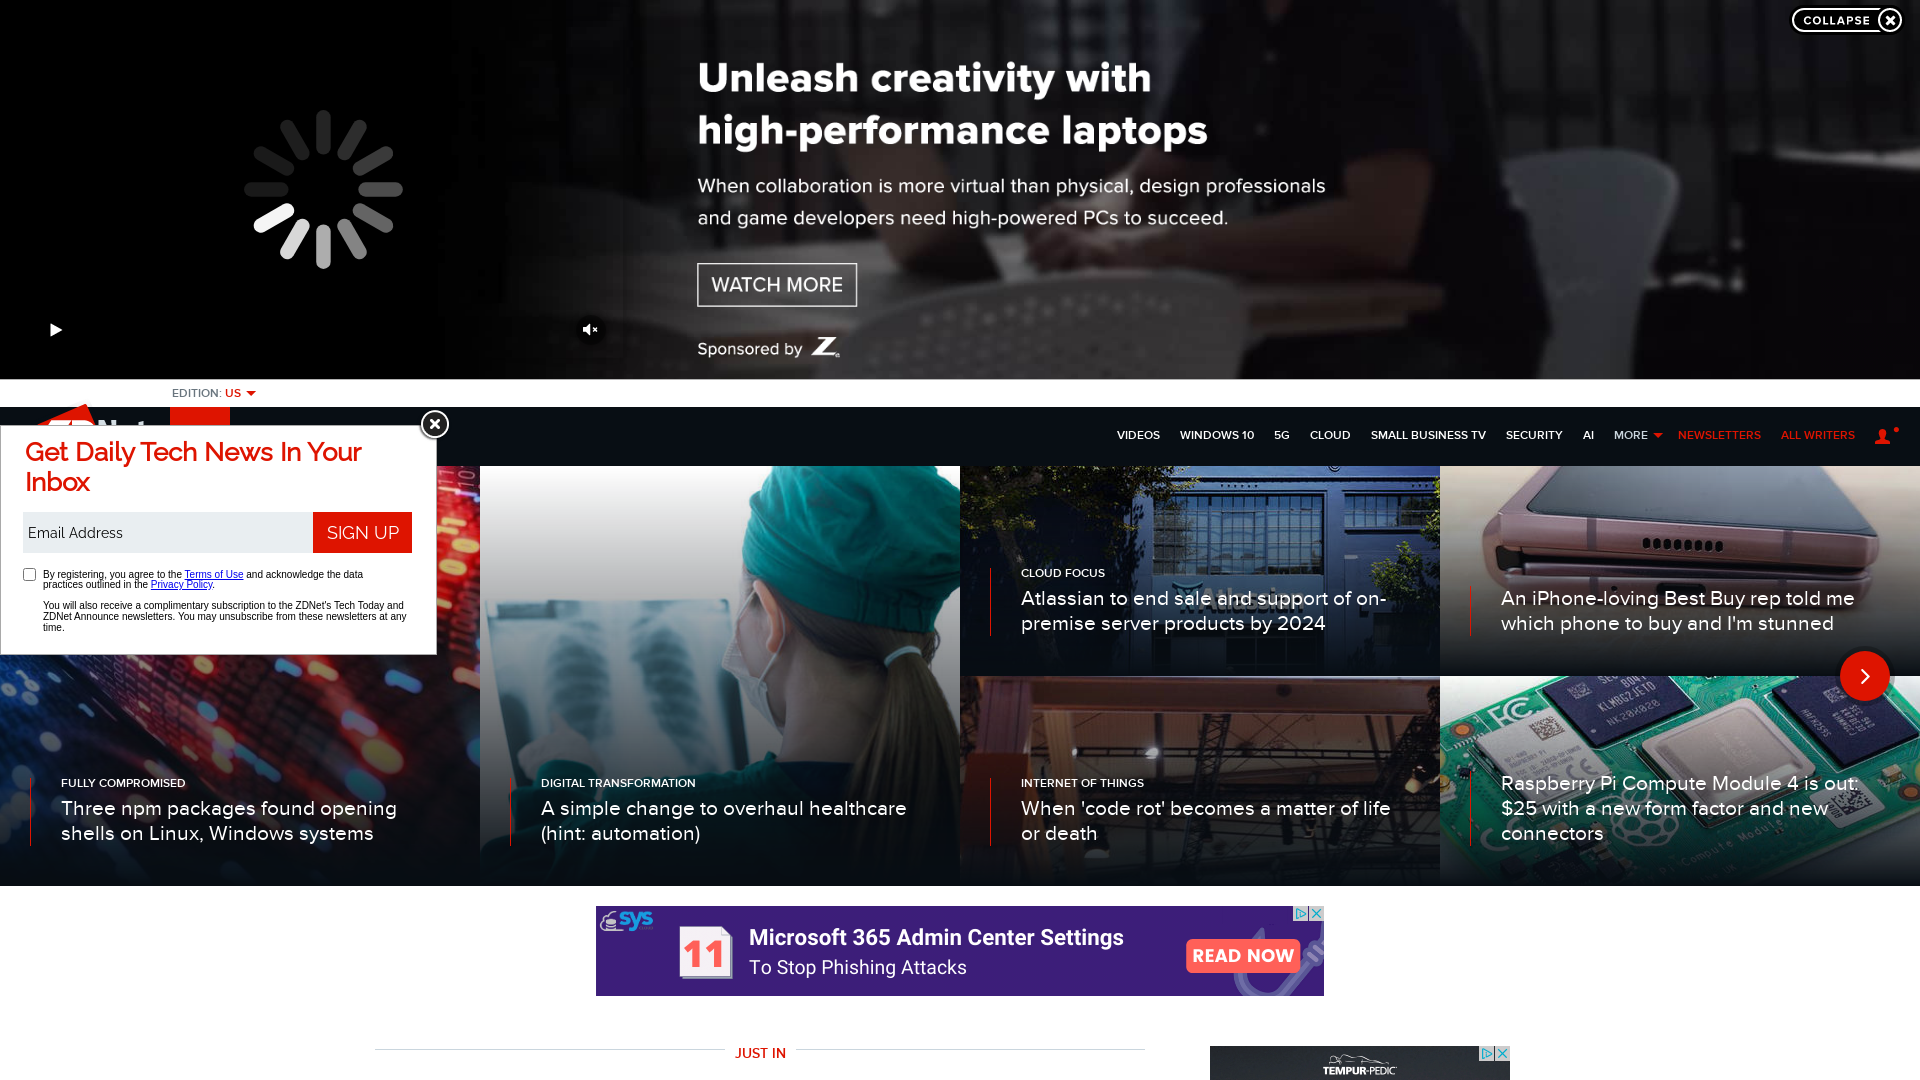 COLLAPSE
Unleash creativity with
high-performance laptops
When collaboration is more virtual than physical, design professionals
and game developers need high-powered PCs to succeed.
WATCH MORE
Sponsored by Z
EDITION: US
VIDEOS WINDOWS 10 5G CLOUD SMALL BUSINESS TV SECURITY AI MORE NEWSLETTERS ALL WRITERS
Get Daily Tech News In Your
Inbox
Email Address
SIGN UP
By registering, you agree to the Terms of Use and acknowledge the data
practices outlined in the Privacy Policy.
You will also receive a complimentary subscription to the ZDNet's Tech Today and
ZDNet Announce newsletters. You may unsubscribe from these newsletters at any
time.
CLOUD FOCUS
Atlassian to end sale and support of on-
premise server products by 2024
Atlassian
An iPhone-loving Best Buy rep told me
which phone to buy and I'm stunned
FULLY COMPROMISED
Three npm packages found opening
shells on Linux, Windows systems
DIGITAL TRANSFORMATION
A simple change to overhaul healthcare
(hint: automation)
INTERNET OF THINGS
When 'code rot' becomes a matter of life
or death
Raspberry Pi Compute Module 4 is out:
$25 with a new form factor and new
connectors
sys
11
Microsoft 365 Admin Center Settings
To Stop Phishing Attacks
READ NOW
JUST IN
TEMPUR-PEDIC